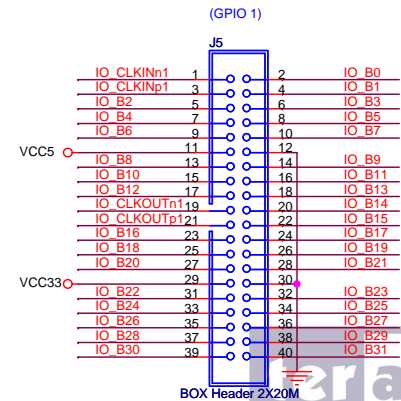 (GPIO 1)
J5
IO_CLKINn1 1 2 IO_B0
IO_CLKINp1 3 4 IO_B1
IO_B2 5 6 IO_B3
IO_B4 7 8 IO_B5
IO_B6 9 10 IO_B7
VCC5 11 12
IO_B8 13 14 IO_B9
IO_B10 15 16 IO_B11
IO_B12 17 18 IO_B13
IO_CLKOUTn1 19 20 IO_B14
IO_CLKOUTp1 21 22 IO_B15
IO_B16 23 24 IO_B17
IO_B18 25 26 IO_B19
IO_B20 27 28 IO_B21
VCC33 29 30
IO_B22 31 32 IO_B23
IO_B24 33 34 IO_B25
IO_B26 35 36 IO_B27
IO_B28 37 38 IO_B29
IO_B30 39 40 IO_B31
BOX Header 2X20M